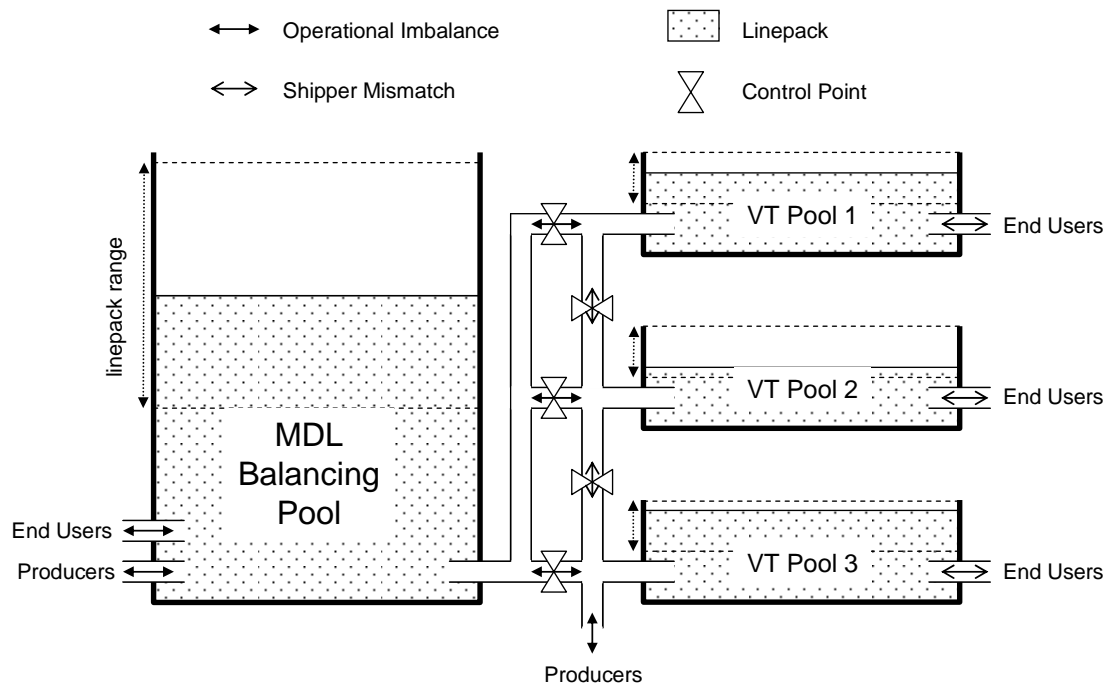 Operational Imbalance
Linepack
Shipper Mismatch
Control Point
linepack range
MDL
Balancing
Pool
End Users
Producers
VT Pool 1
End Users
VT Pool 2
End Users
VT Pool 3
End Users
Producers